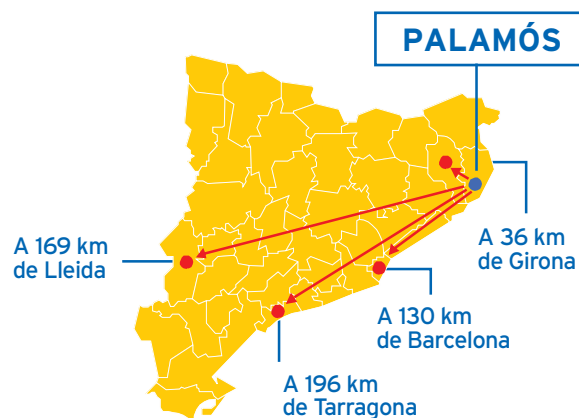 PALAMÓS
A 169 km
de Lleida
A 36 km
de Girona
A 130 km
de Barcelona
A 196 km
de Tarragona